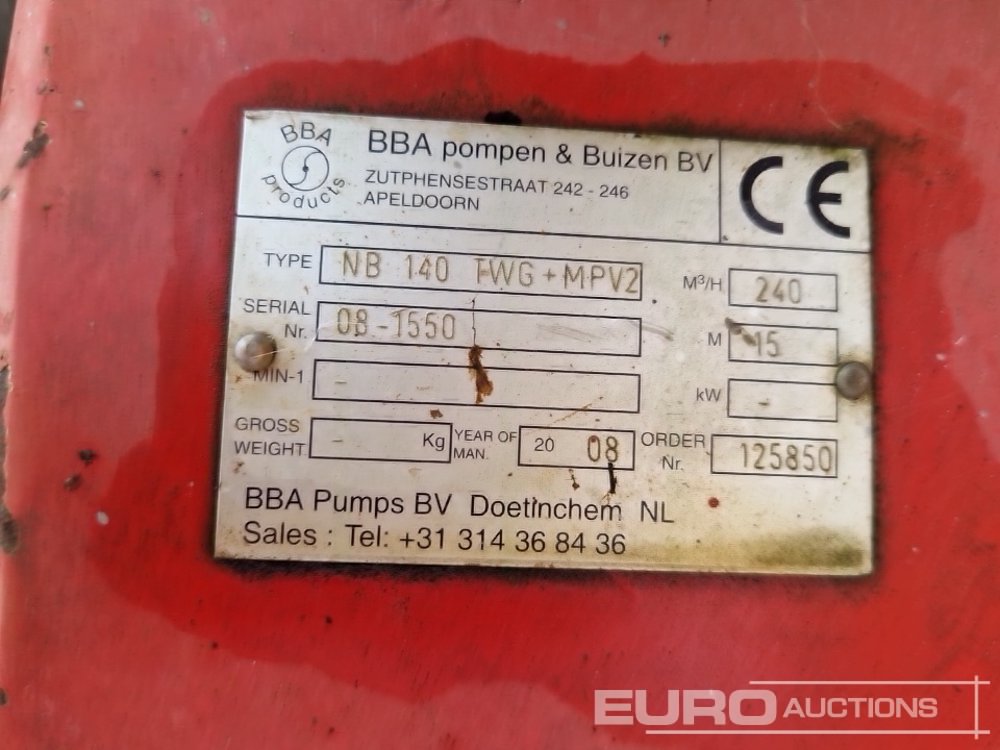 BBA products
BBA pompen & Buizen BV
ZUTPHENSESTRAAT 242 - 246
APELDOORN
CE
TYPE NB 140 TWG + MPV2
M³/H 240
SERIAL Nr. 08-1550
M 15
MIN-1 -
kW -
GROSS WEIGHT - Kg
YEAR OF MAN. 20 08
ORDER Nr. 125850
BBA Pumps BV Doetinchem NL
Sales : Tel: +31 314 36 84 36
EURO AUCTIONS